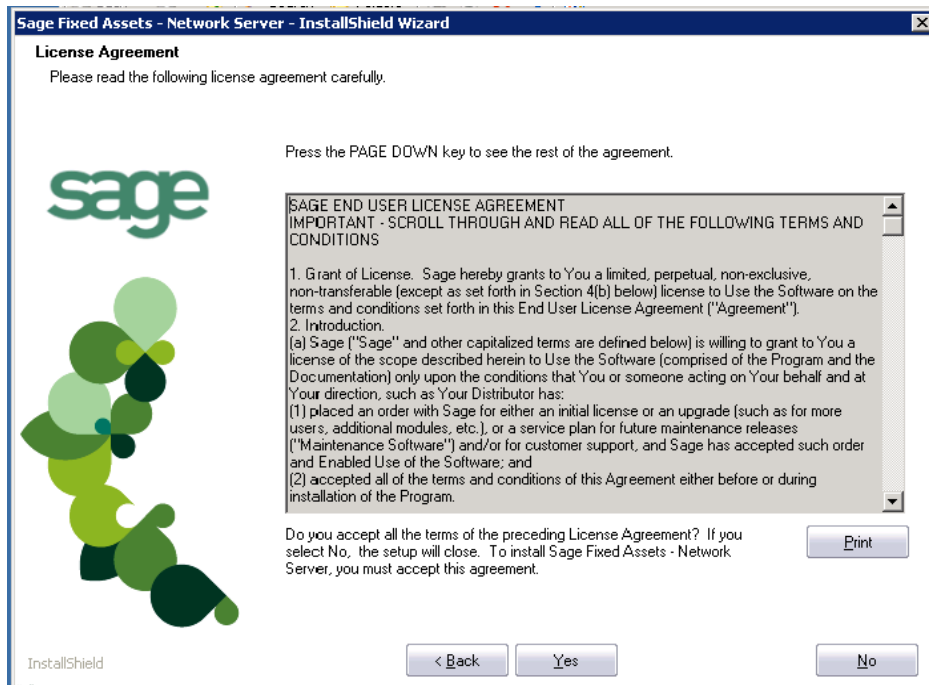 Sage Fixed Assets - Network Server - InstallShield Wizard
License Agreement
Please read the following license agreement carefully.
Press the PAGE DOWN key to see the rest of the agreement.
sage
SAGE END USER LICENSE AGREEMENT
IMPORTANT - SCROLL THROUGH AND READ ALL OF THE FOLLOWING TERMS AND
CONDITIONS
1. Grant of License.  Sage hereby grants to You a limited, perpetual, non-exclusive,
non-transferable (except as set forth in Section 4(b) below) license to Use the Software on the
terms and conditions set forth in this End User License Agreement ("Agreement").
2. Introduction.
(a) Sage ("Sage" and other capitalized terms are defined below) is willing to grant to You a
license of the scope described herein to Use the Software (comprised of the Program and the
Documentation) only upon the conditions that You or someone acting on Your behalf and at
Your direction, such as Your Distributor has:
(1) placed an order with Sage for either an initial license or an upgrade (such as for more
users, additional modules, etc.), or a service plan for future maintenance releases
("Maintenance Software") and/or for customer support, and Sage has accepted such order
and Enabled Use of the Software; and
(2) accepted all of the terms and conditions of this Agreement either before or during
installation of the Program.
Do you accept all the terms of the preceding License Agreement?  If you
select No,  the setup will close.  To install Sage Fixed Assets - Network
Server, you must accept this agreement.
Print
InstallShield
< Back
Yes
No